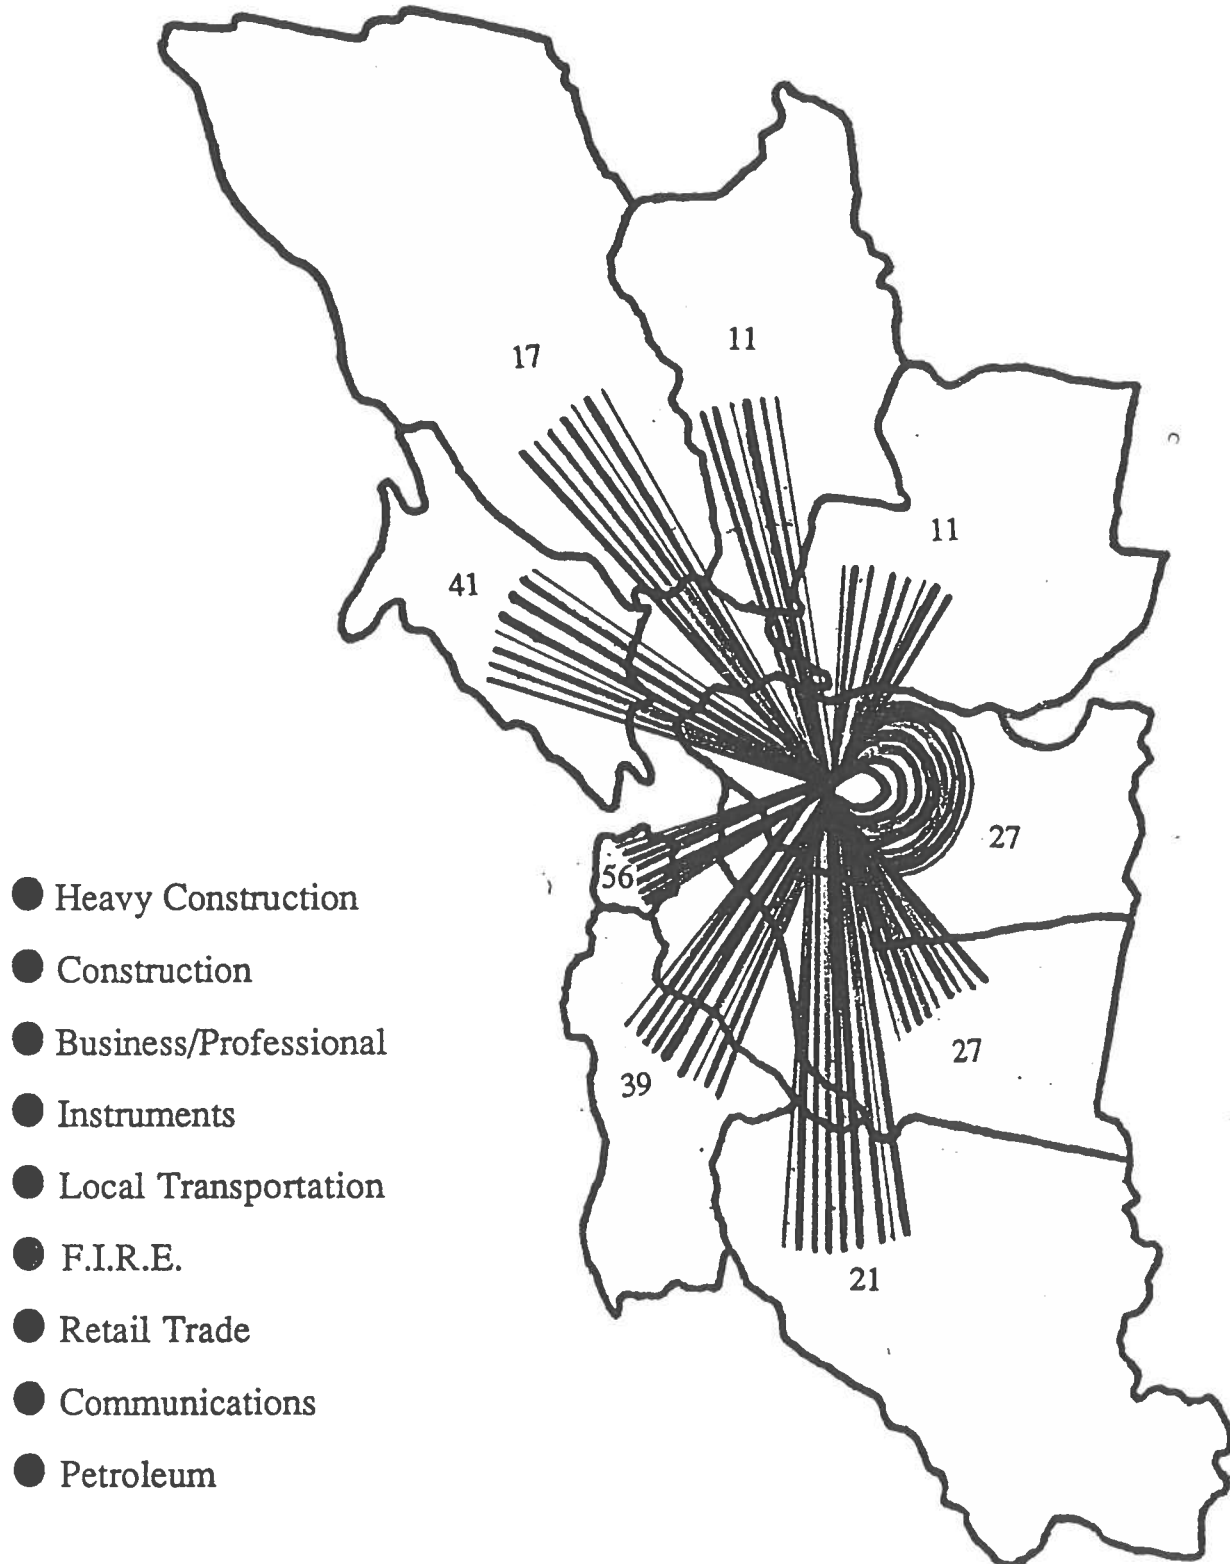 17
11
11
41
27
56
27
39
21
Heavy Construction
Construction
Business/Professional
Instruments
Local Transportation
F.I.R.E.
Retail Trade
Communications
Petroleum